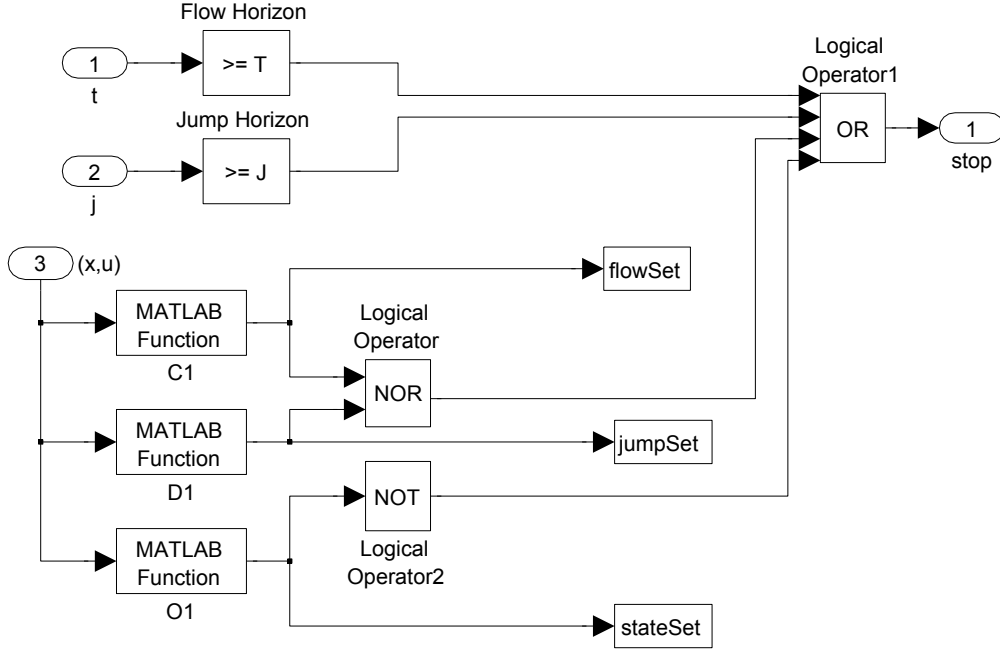 Flow Horizon
1
t
>= T
Jump Horizon
2
j
>= J
Logical
Operator1
OR
1
stop
3
(x,u)
MATLAB
Function
C1
flowSet
Logical
Operator
NOR
MATLAB
Function
D1
jumpSet
NOT
Logical
Operator2
MATLAB
Function
O1
stateSet